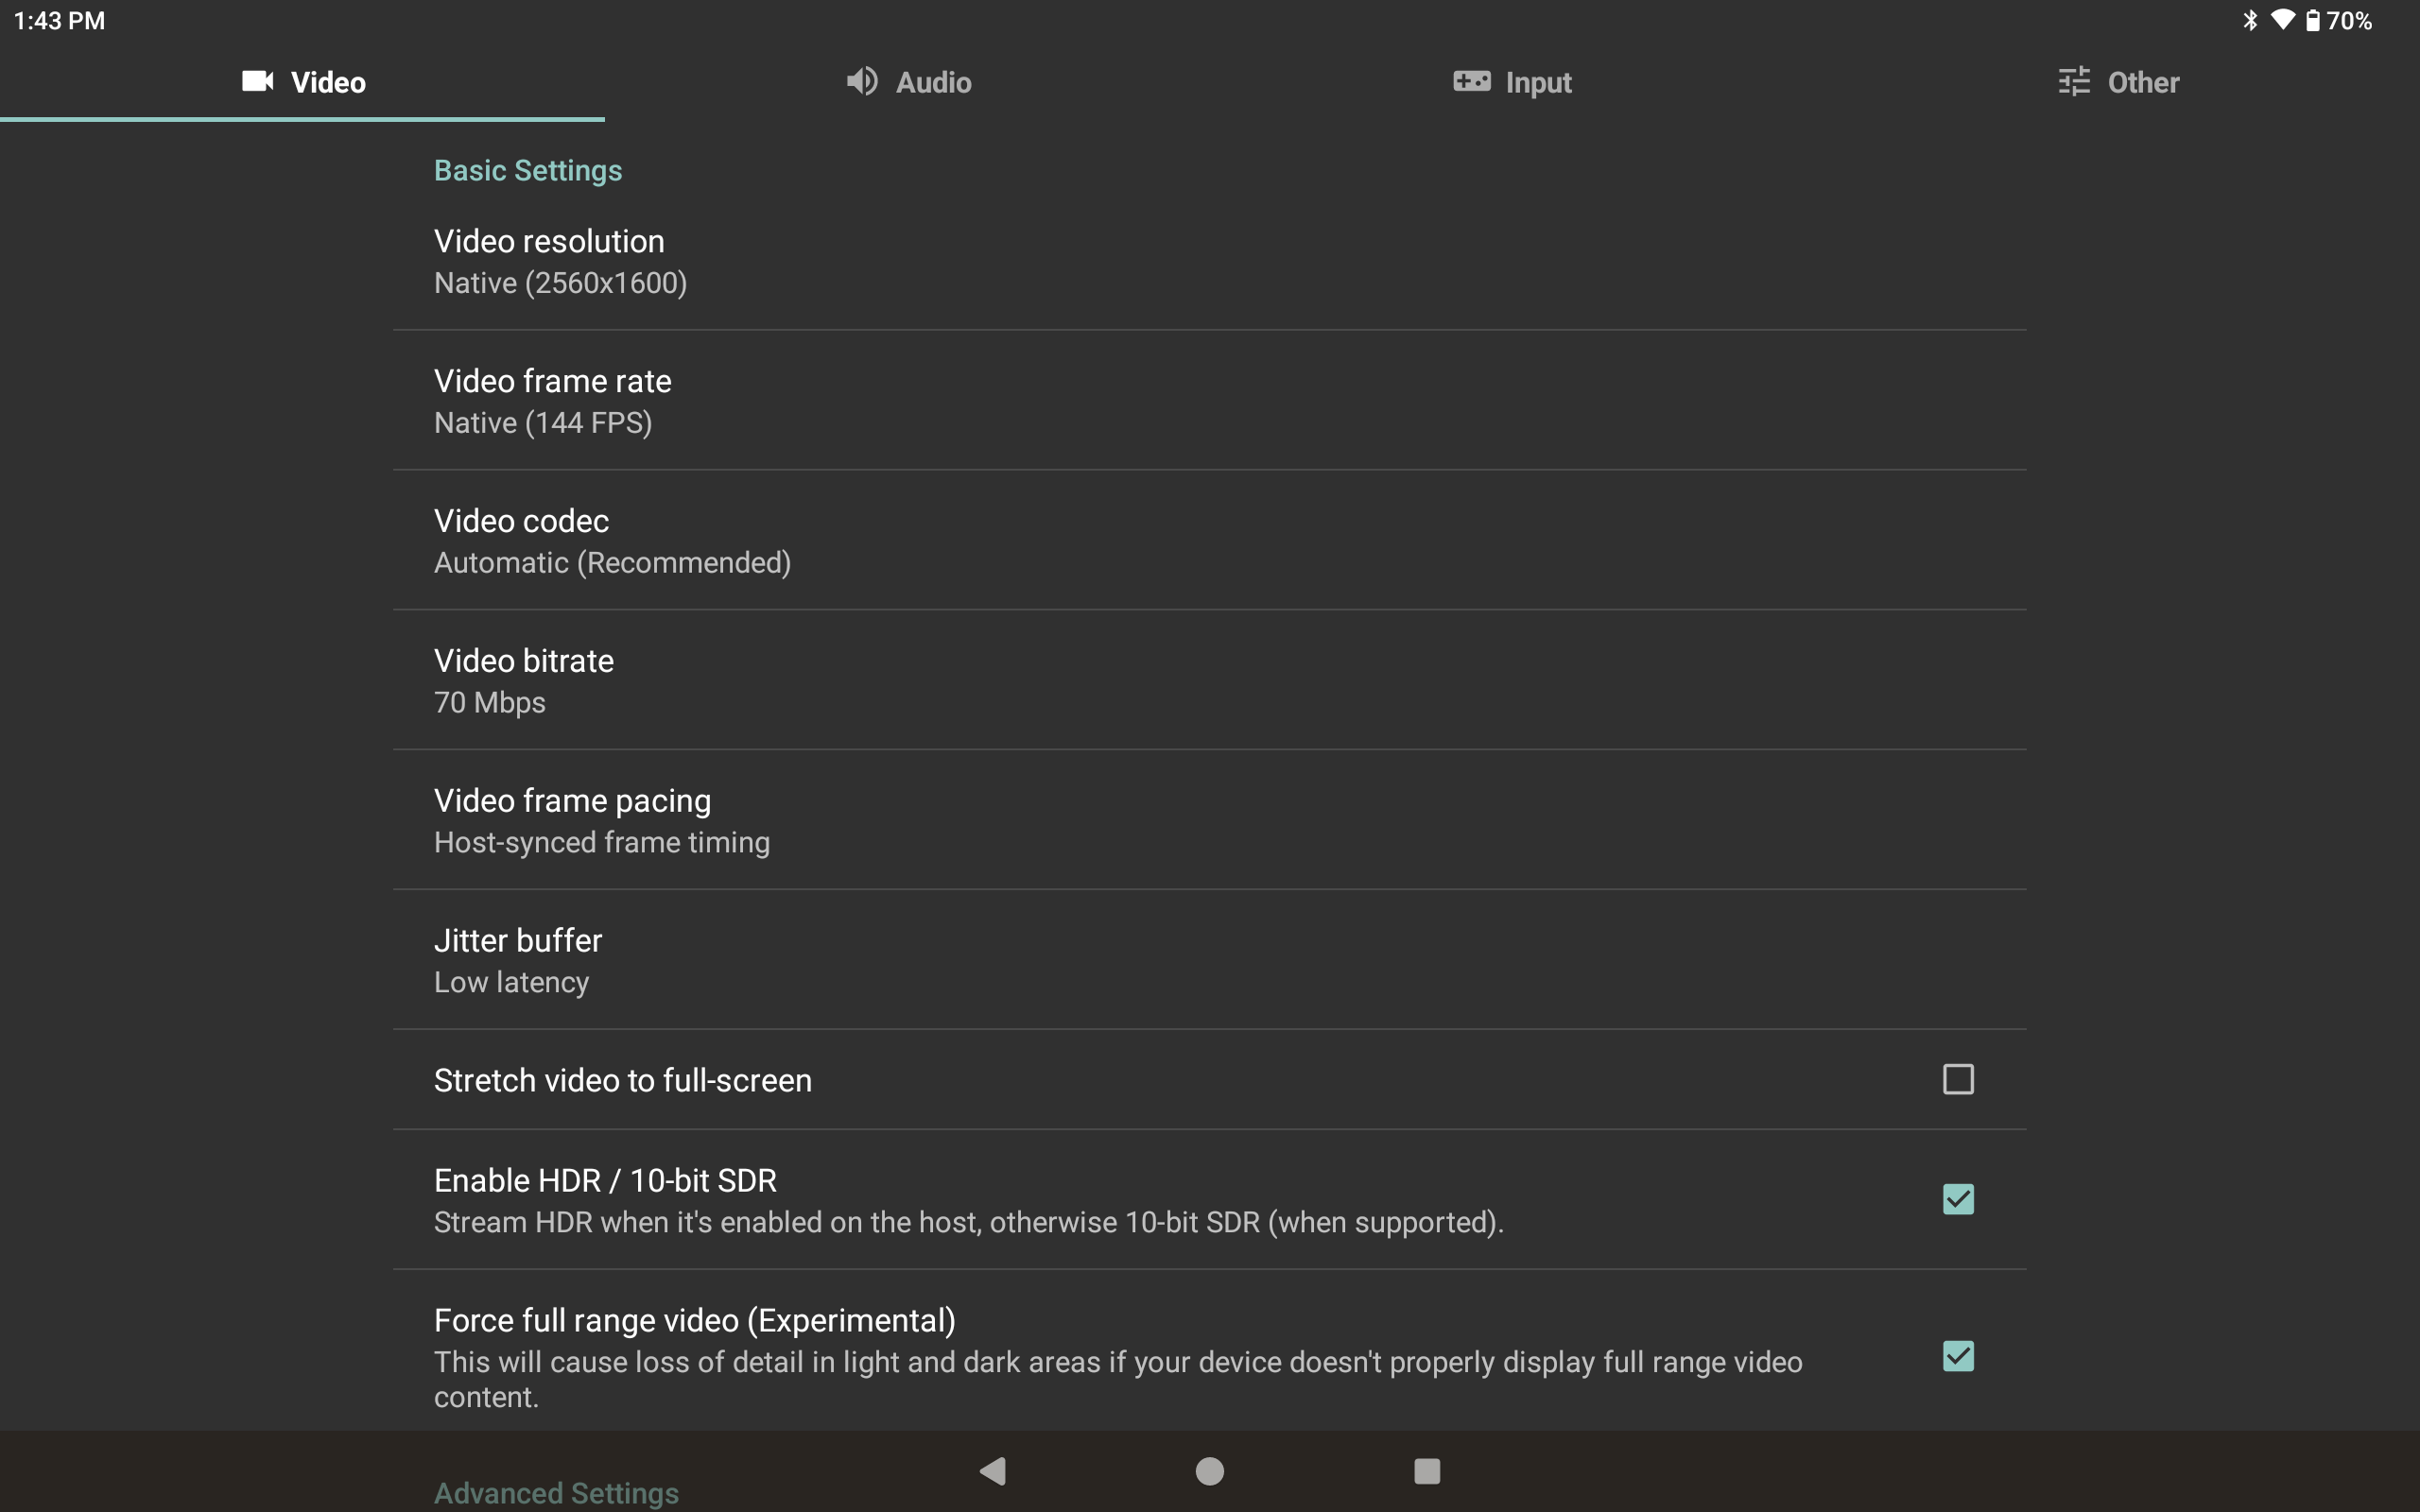 1:43 PM
70%
Video
Audio
Input
Other
Basic Settings
Video resolution
Native (2560x1600)
Video frame rate
Native (144 FPS)
Video codec
Automatic (Recommended)
Video bitrate
70 Mbps
Video frame pacing
Host-synced frame timing
Jitter buffer
Low latency
Stretch video to full-screen
Enable HDR / 10-bit SDR
Stream HDR when it's enabled on the host, otherwise 10-bit SDR (when supported).
Force full range video (Experimental)
This will cause loss of detail in light and dark areas if your device doesn't properly display full range video
content.
Advanced Settings